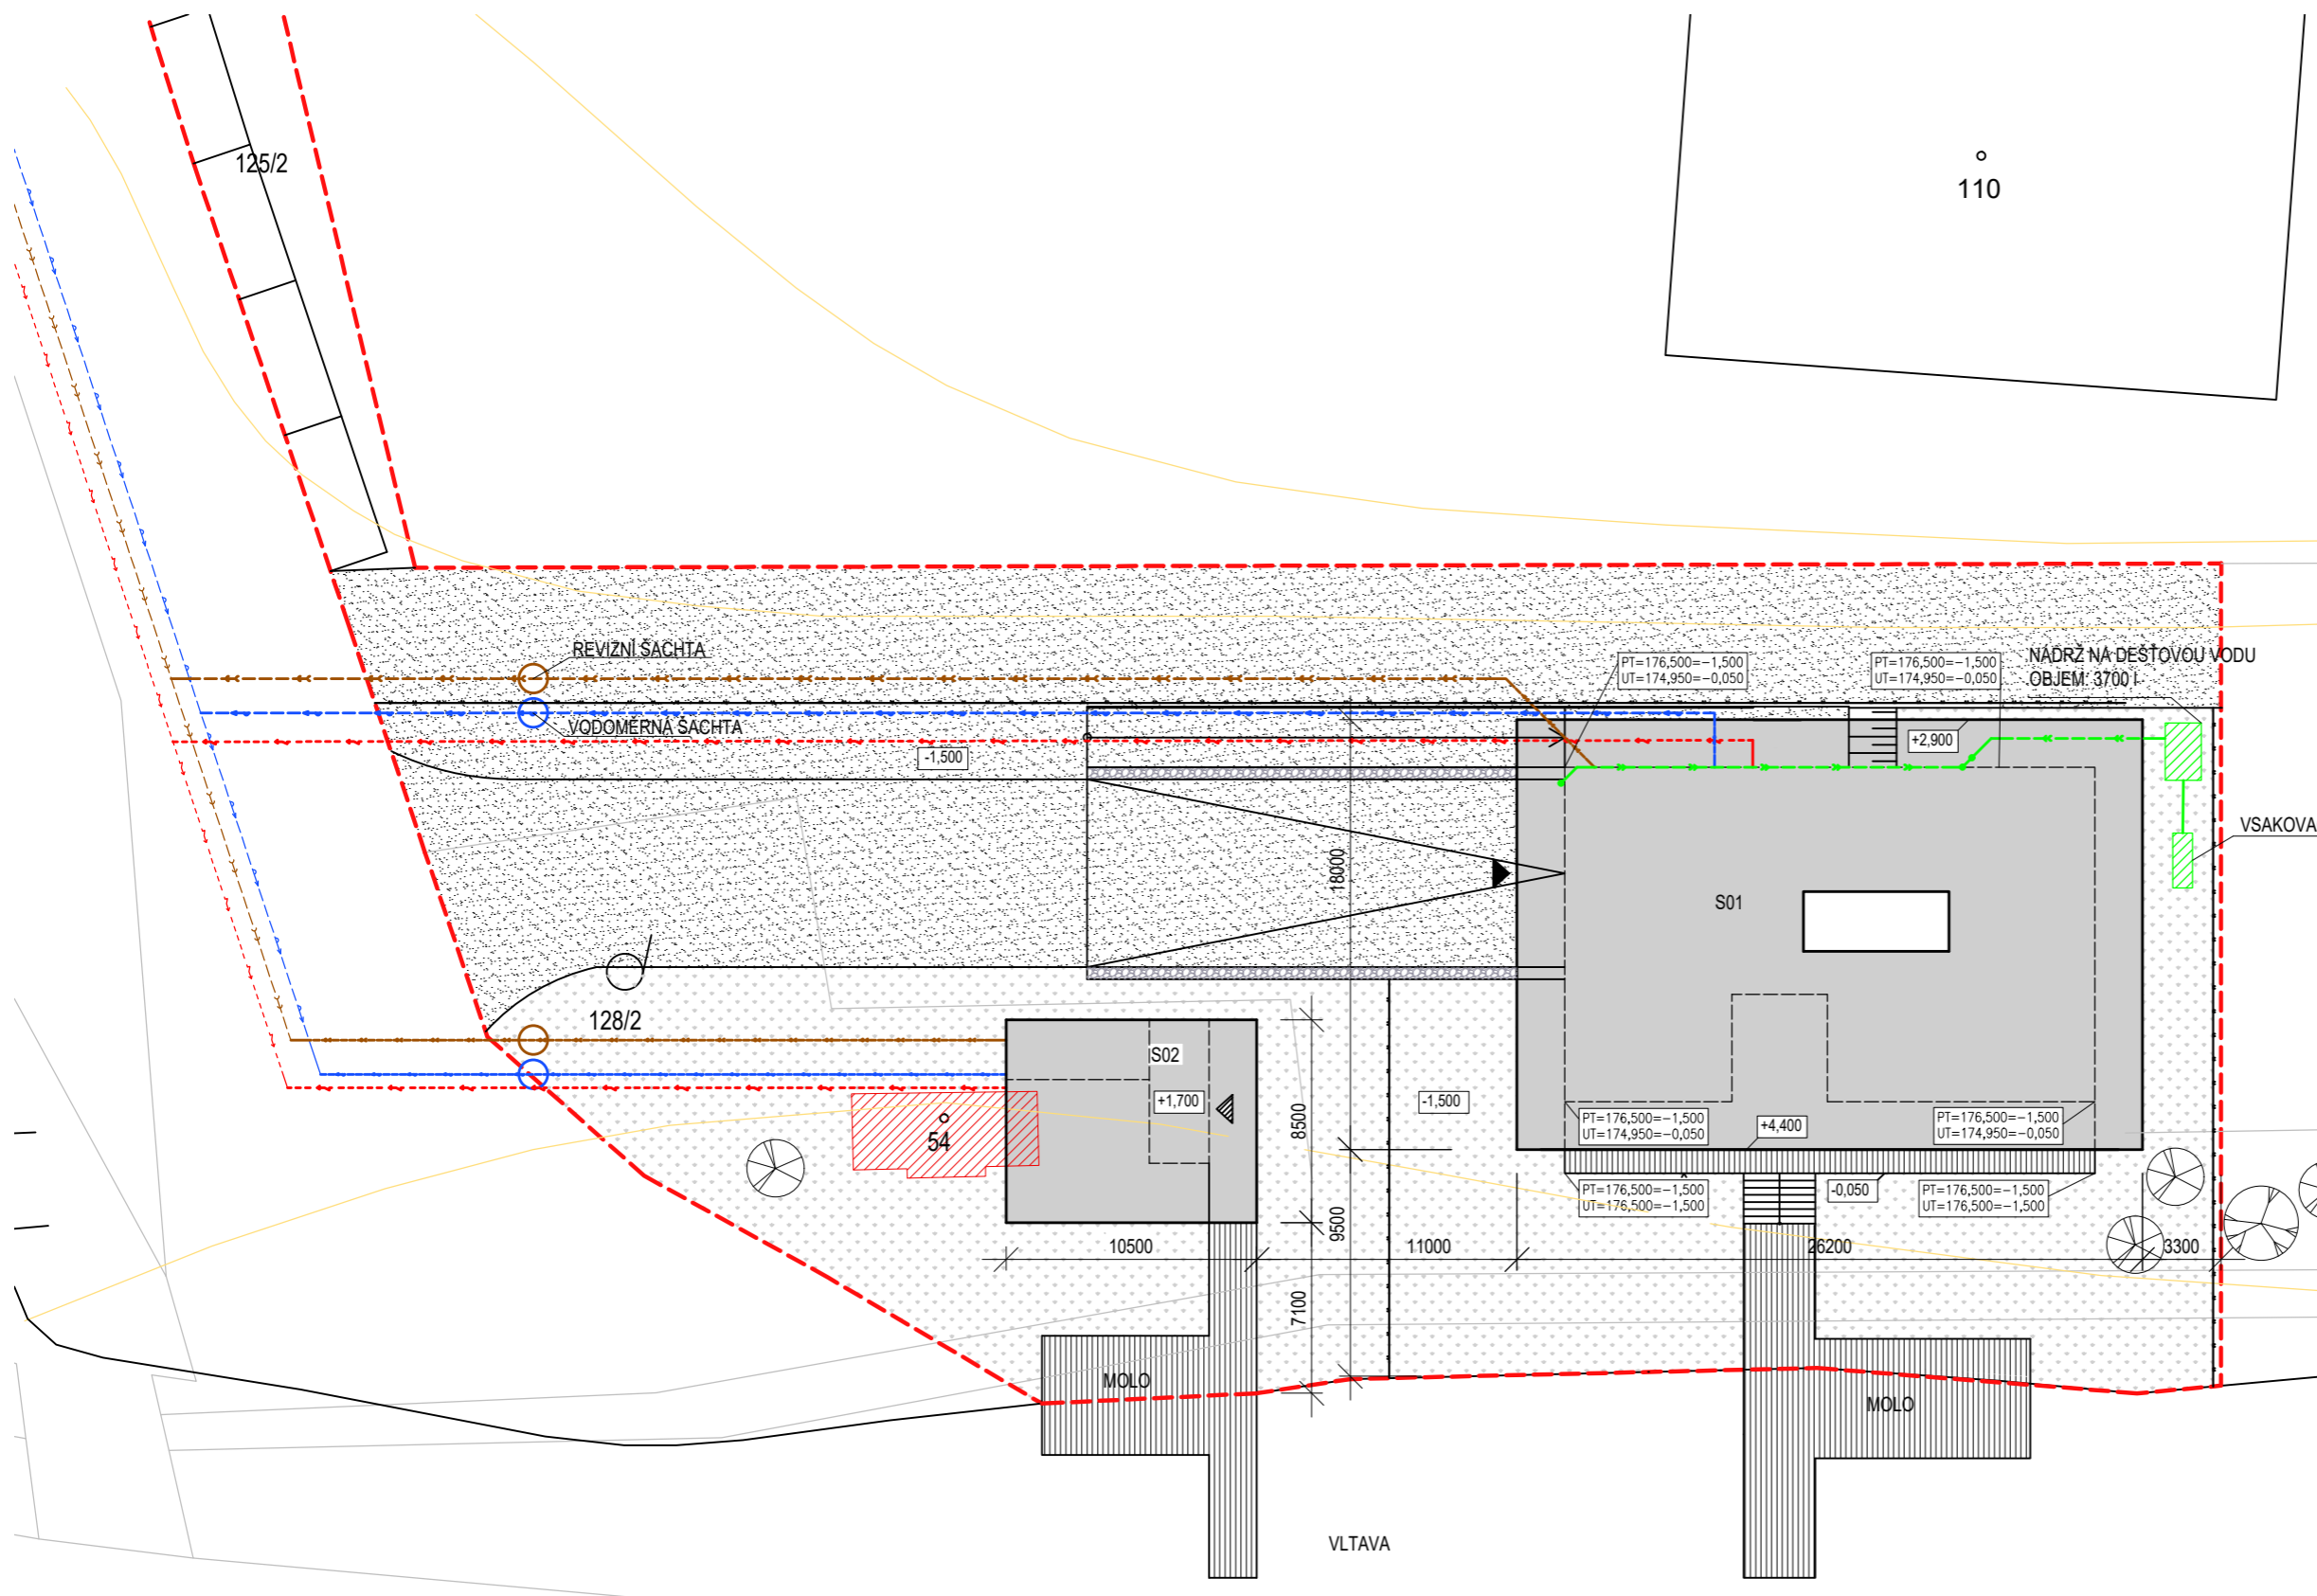 125/2
110
REVIZNÍ ŠACHTA
PT=176,500=−1,500
UT=174,950=−0,050
PT=176,500=−1,500
UT=174,950=−0,050
NÁDRŽ NA DEŠŤOVOU VODU
OBJEM: 3700 l
VODOMĚRNÁ ŠACHTA
-1,500
+2,900
VSAKOVA
18000
S01
128/2
S02
+1,700
-1,500
54
8500
PT=176,500=−1,500
UT=174,950=−0,050
+4,400
PT=176,500=−1,500
UT=174,950=−0,050
PT=176,500=−1,500
UT=176,500=−1,500
-0,050
PT=176,500=−1,500
UT=176,500=−1,500
9500
10500
11000
26200
3300
7100
MOLO
MOLO
VLTAVA